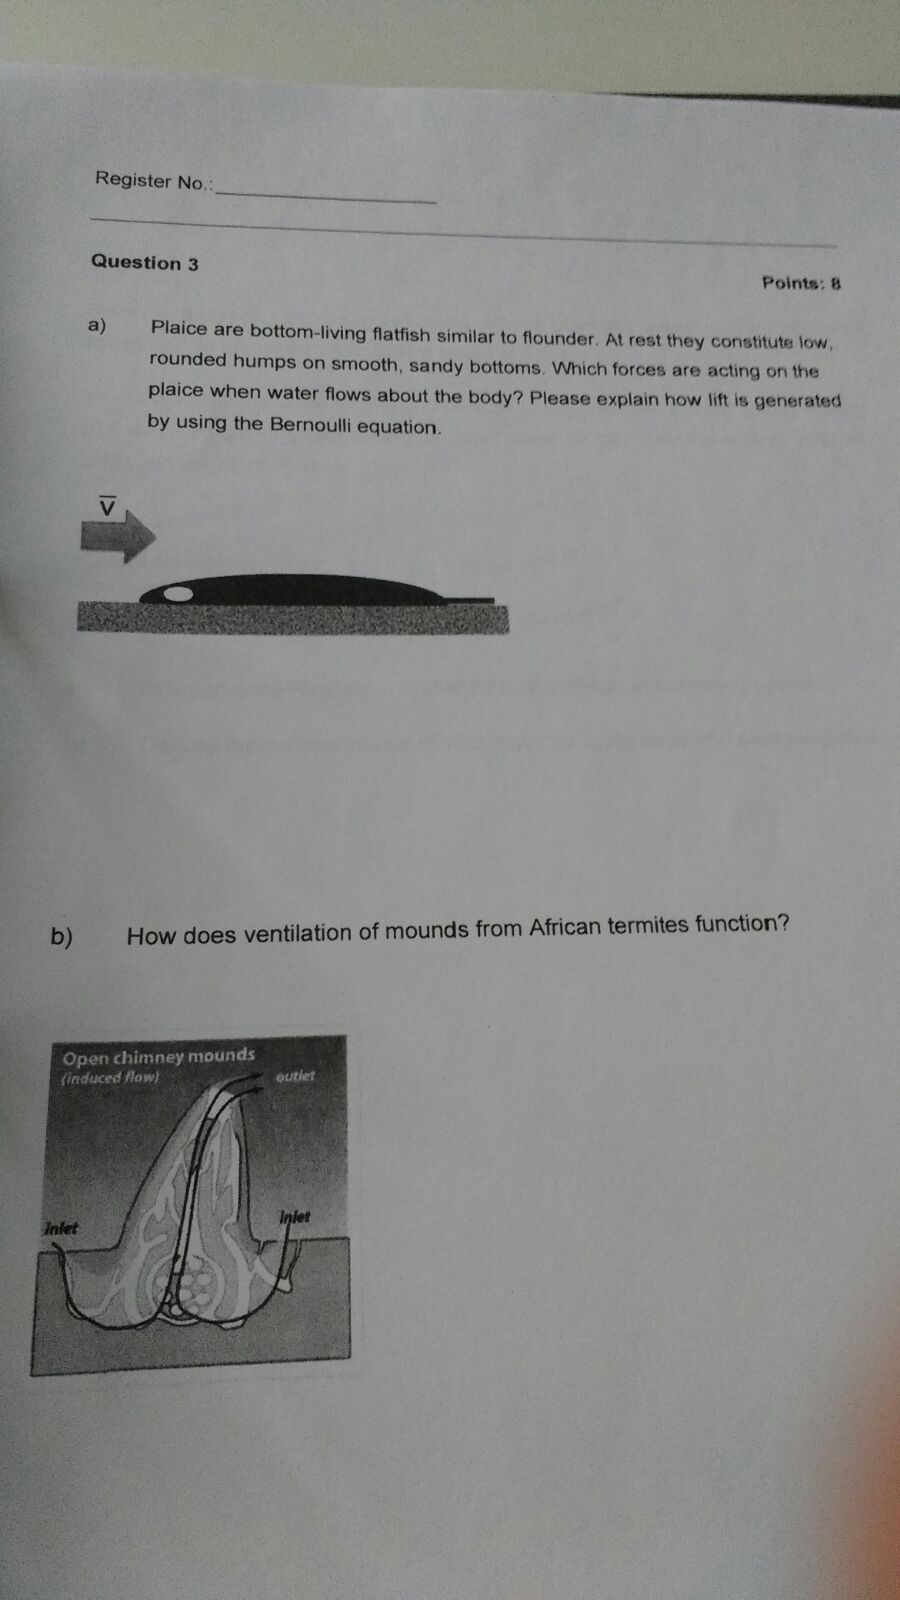 Register No.:
Question 3
Points: 8
a) Plaice are bottom-living flatfish similar to flounder. At rest they constitute low,
rounded humps on smooth, sandy bottoms. Which forces are acting on the
plaice when water flows about the body? Please explain how lift is generated
by using the Bernoulli equation.
V
b) How does ventilation of mounds from African termites function?
Open chimney mounds
(induced flow)
outlet
inlet
inlet